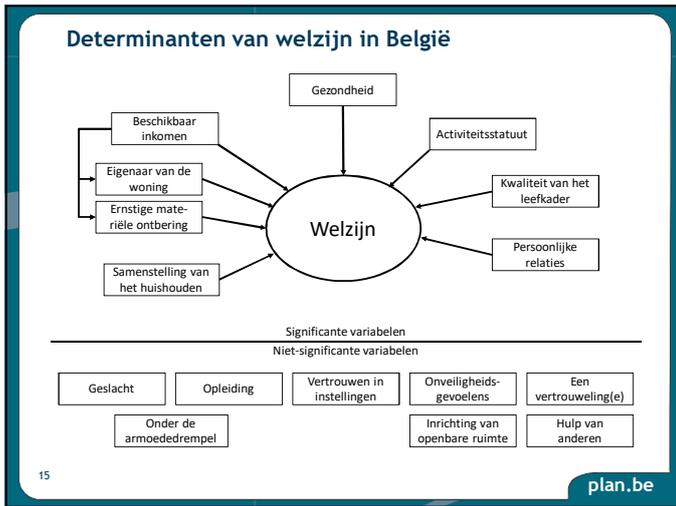 Determinanten van welzijn in België
Gezondheid
Beschikbaar
inkomen
Activiteitsstatuut
Eigenaar van de
woning
Kwaliteit van het
leefkader
Ernstige mate-
riële ontbering
Welzijn
Persoonlijke
relaties
Samenstelling van
het huishouden
Significante variabelen
Niet-significante variabelen
Geslacht
Opleiding
Vertrouwen in
instellingen
Onveiligheids-
gevoelens
Een
vertrouweling(e)
Onder de
armoededrempel
Inrichting van
openbare ruimte
Hulp van
anderen
15
plan.be